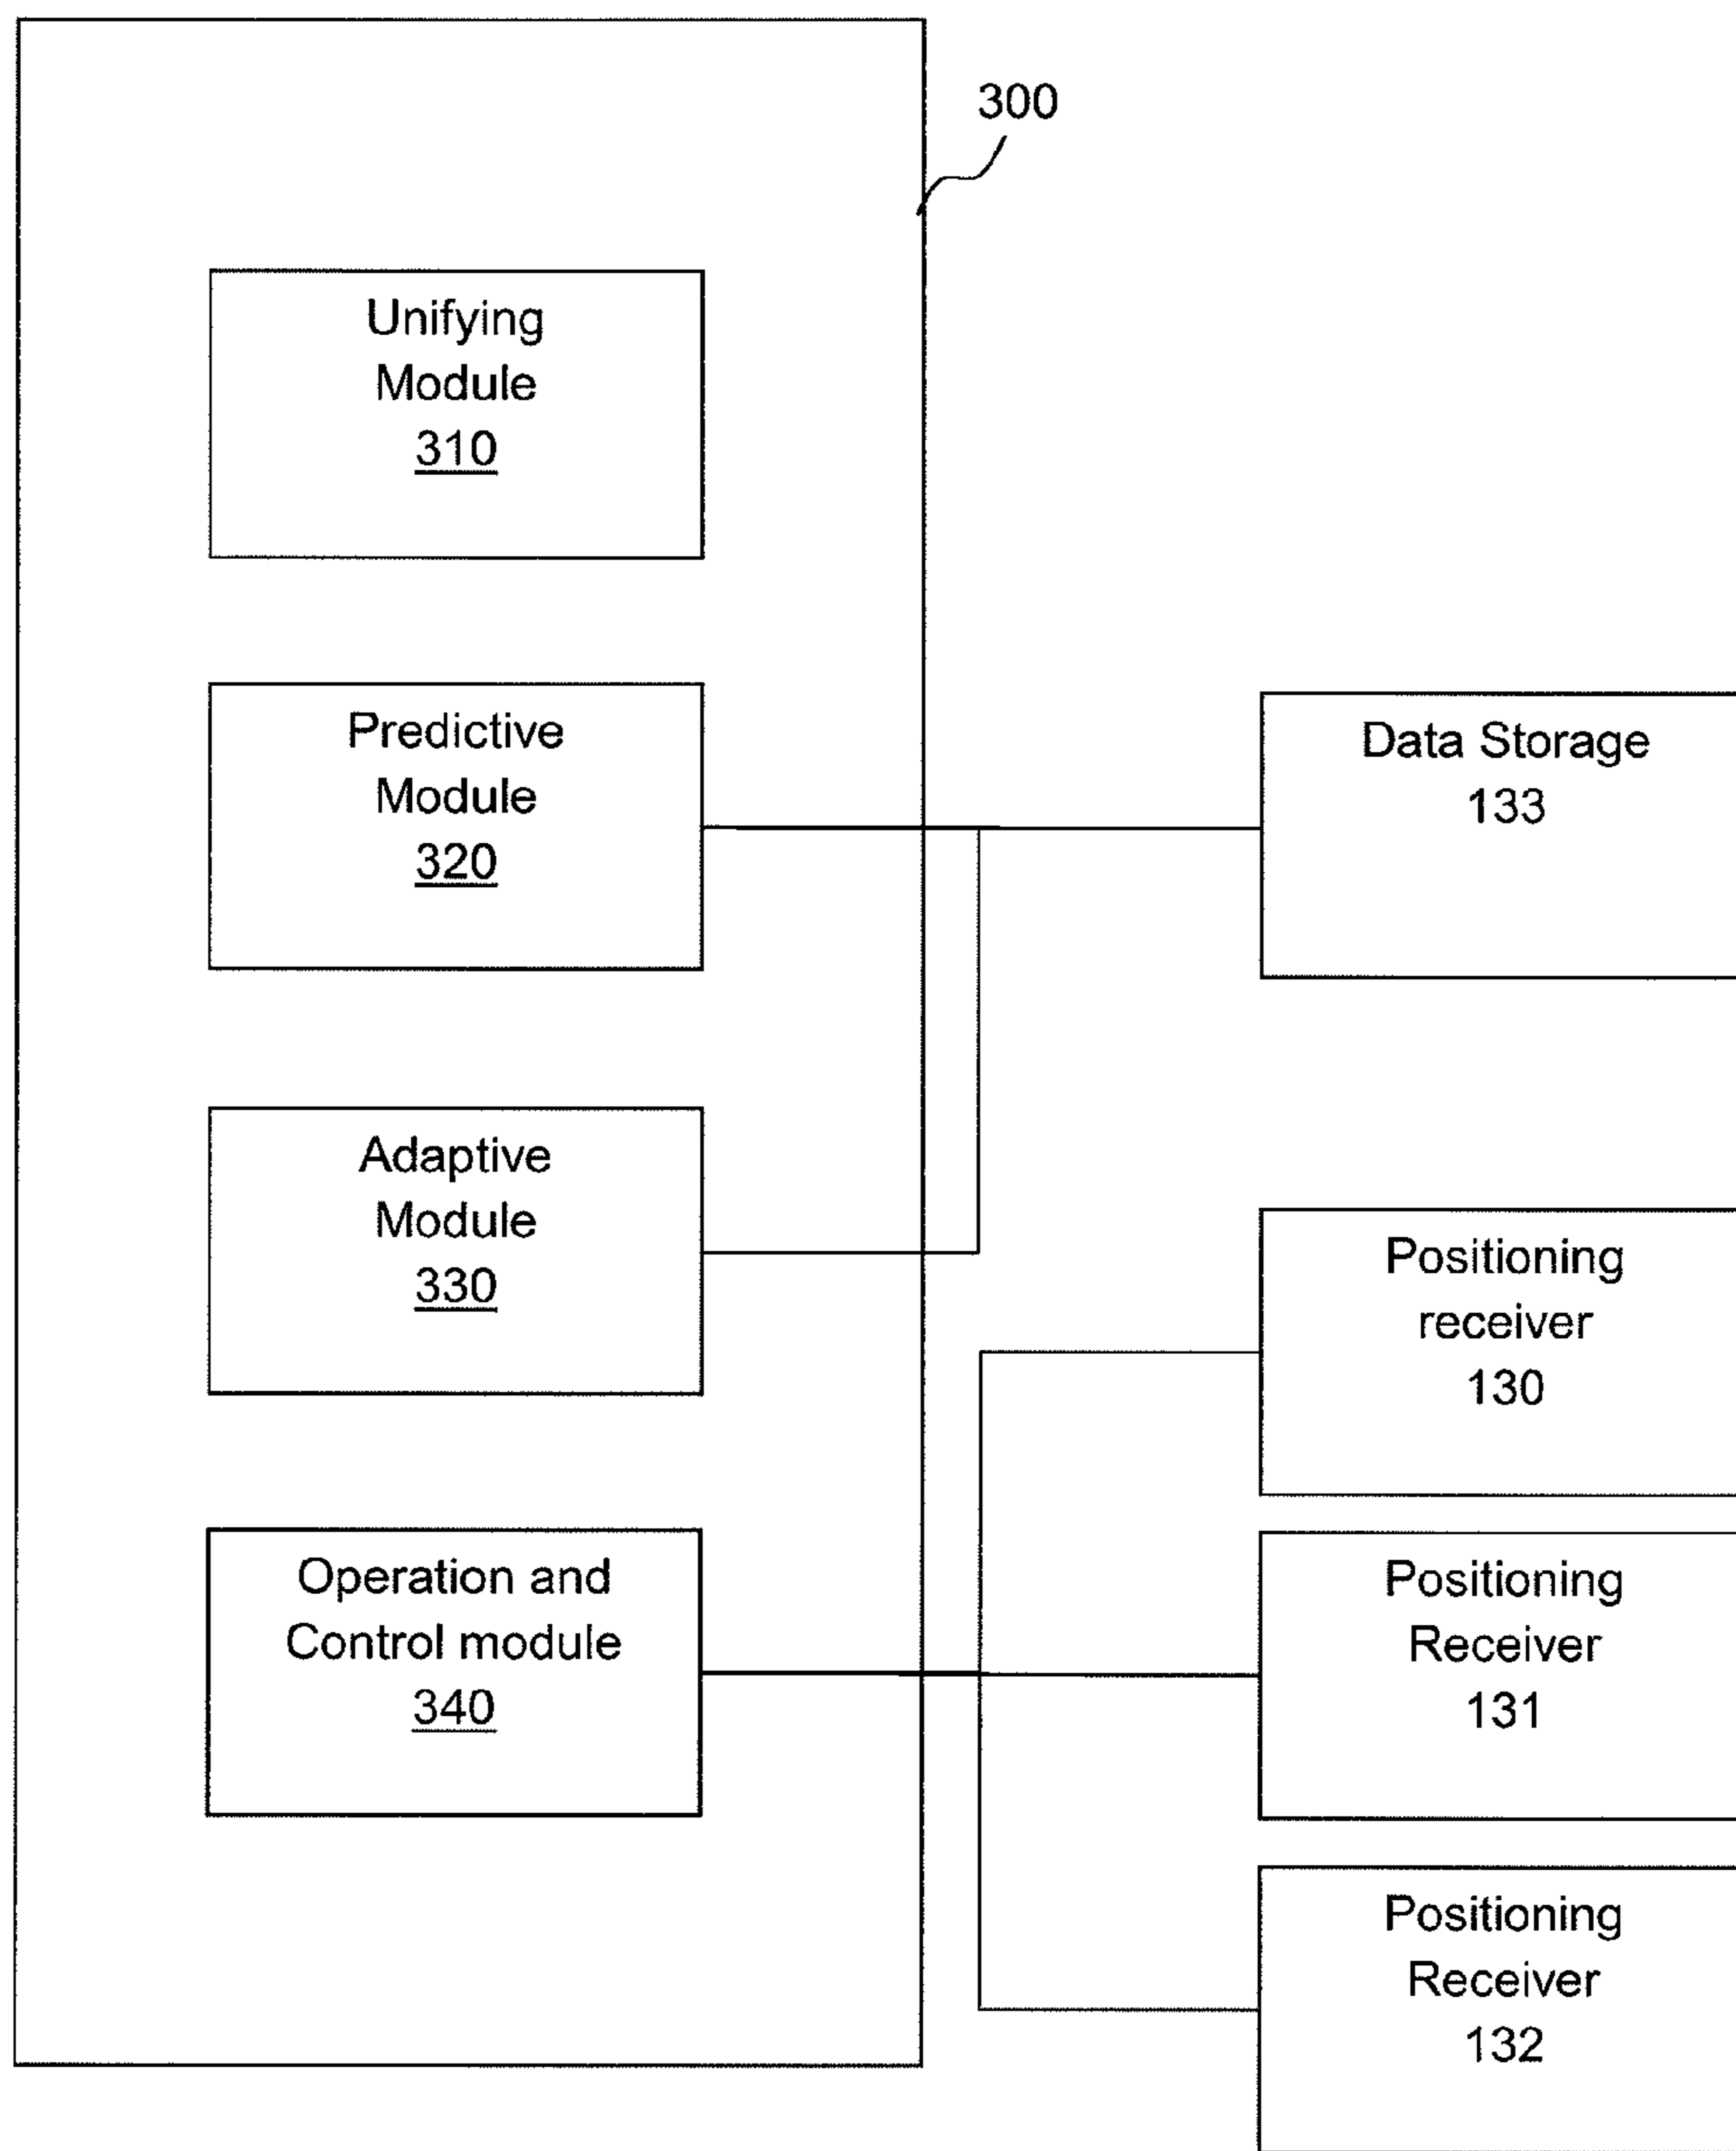 300
Unifying
Module
310
Predictive
Module
320
Data Storage
133
Adaptive
Module
330
Positioning
receiver
130
Operation and
Control module
340
Positioning
Receiver
131
Positioning
Receiver
132